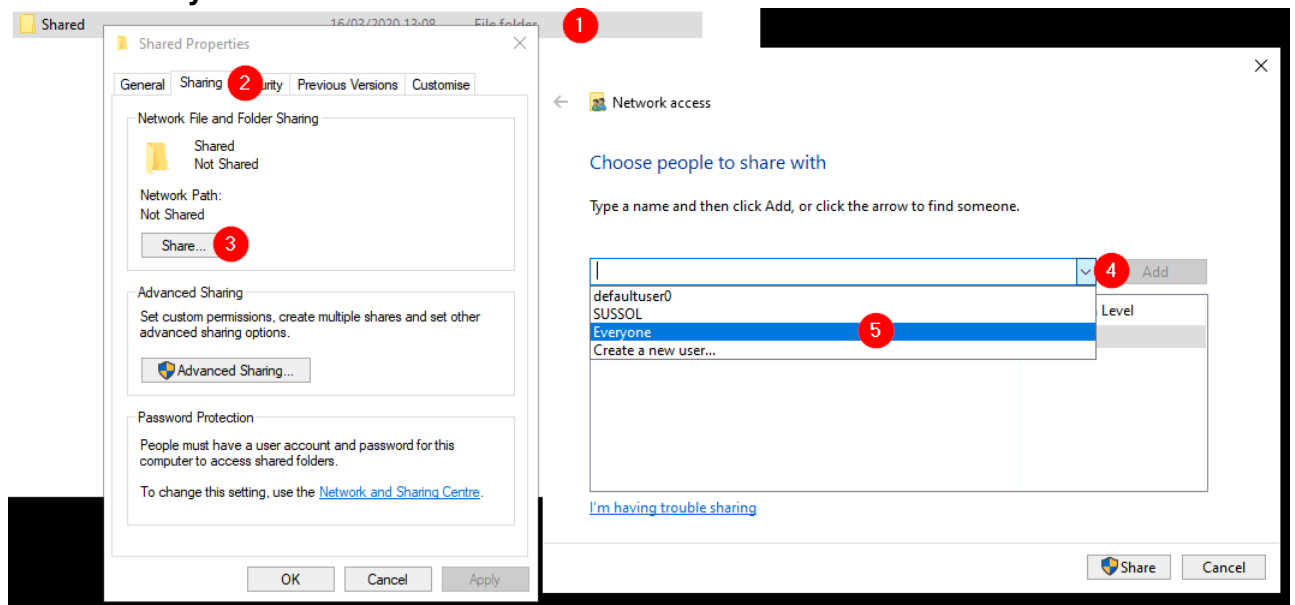 Shared 16/03/2020 13:08 File folder 1
Shared Properties
General Sharing 2 Previous Versions Customise
Network File and Folder Sharing
Shared
Not Shared
Network Path:
Not Shared
Share... 3
Advanced Sharing
Set custom permissions, create multiple shares and set other
advanced sharing options.
Advanced Sharing...
Password Protection
People must have a user account and password for this
computer to access shared folders.
To change this setting, use the Network and Sharing Centre.
OK Cancel Apply
Network access
Choose people to share with
Type a name and then click Add, or click the arrow to find someone.
4 Add
defaultuser0
SUSSOL
Everyone 5
Create a new user...
Level
I'm having trouble sharing
Share Cancel